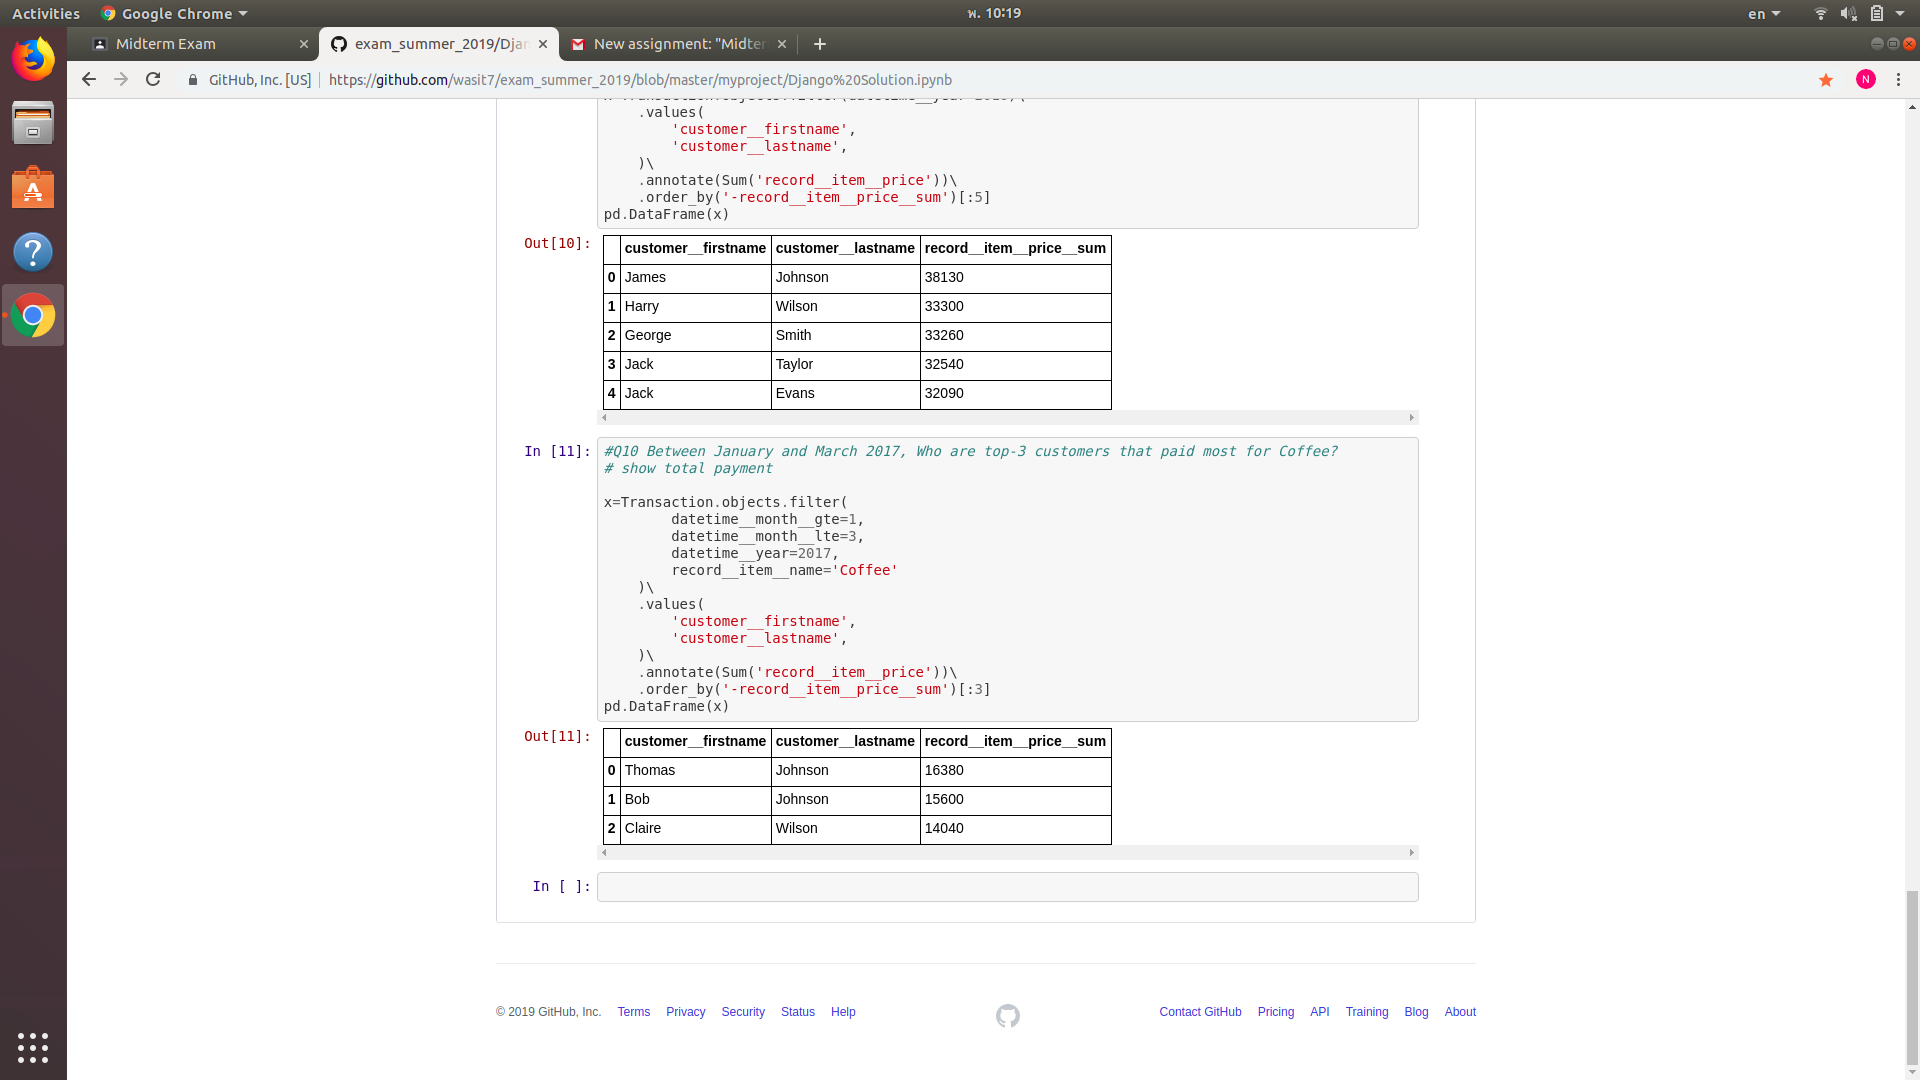 Activities Google Chrome พ. 10:19 en
Midterm Exam exam_summer_2019/Djan New assignment: "Midter
GitHub, Inc. [US] https://github.com/wasit7/exam_summer_2019/blob/master/myproject/Django%20Solution.ipynb N
.values(
'customer__firstname',
'customer__lastname',
)\
.annotate(Sum('record__item__price'))\
.order_by('-record__item__price__sum')[:5]
pd.DataFrame(x)
Out[10]:
customer__firstname customer__lastname record__item__price__sum
0 James Johnson 38130
1 Harry Wilson 33300
2 George Smith 33260
3 Jack Taylor 32540
4 Jack Evans 32090
In [11]:
#Q10 Between January and March 2017, Who are top-3 customers that paid most for Coffee?
# show total payment
x=Transaction.objects.filter(
datetime__month__gte=1,
datetime__month__lte=3,
datetime__year=2017,
record__item__name='Coffee'
)\
.values(
'customer__firstname',
'customer__lastname',
)\
.annotate(Sum('record__item__price'))\
.order_by('-record__item__price__sum')[:3]
pd.DataFrame(x)
Out[11]:
customer__firstname customer__lastname record__item__price__sum
0 Thomas Johnson 16380
1 Bob Johnson 15600
2 Claire Wilson 14040
In [ ]:
© 2019 GitHub, Inc. Terms Privacy Security Status Help Contact GitHub Pricing API Training Blog About